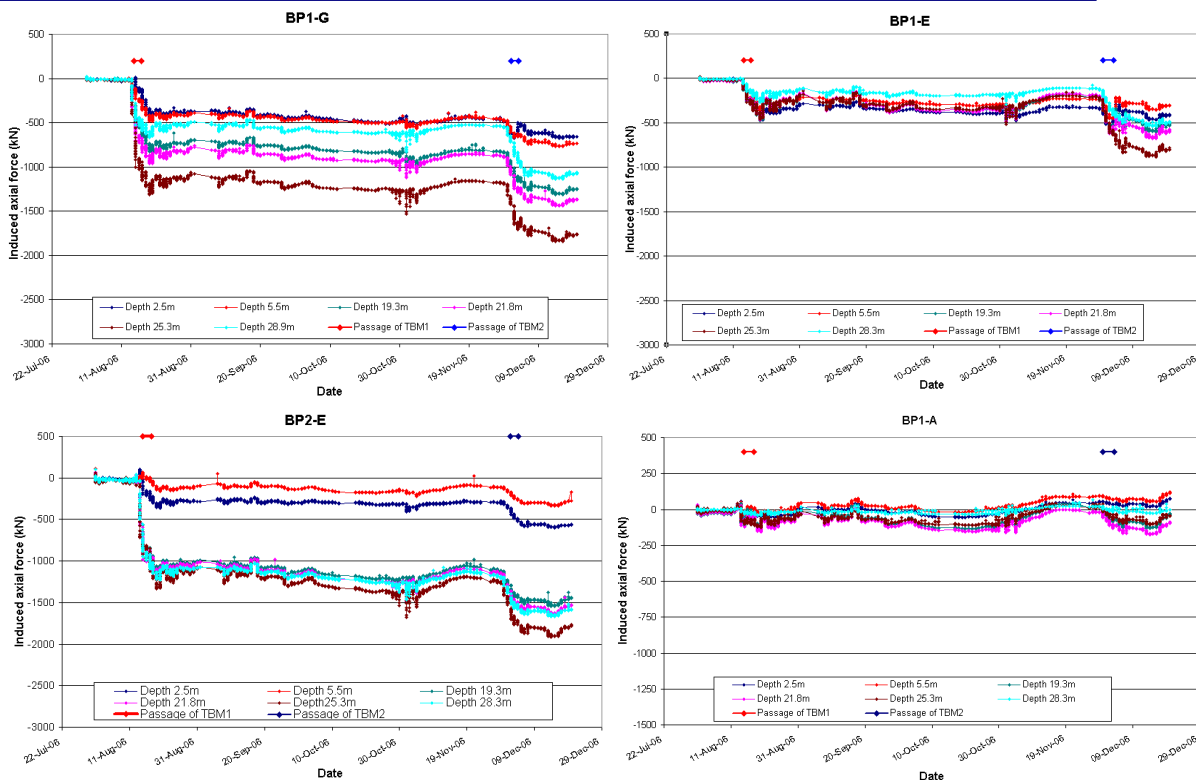 BP1-G
500
0
-500
-1000
-1500
-2000
-2500
-3000
Induced axial force (kN)
Depth 2.5m Depth 5.5m Depth 19.3m Depth 21.8m
Depth 25.3m Depth 28.9m Passage of TBM1 Passage of TBM2
22-Jul-06 11-Aug-06 31-Aug-06 20-Sep-06 10-Oct-06 30-Oct-06 19-Nov-06 09-Dec-06 29-Dec-06
Date
BP1-E
500
0
-500
-1000
-1500
-2000
-2500
-3000
Induced axial force (kN)
Depth 2.5m Depth 5.5m Depth 19.3m Depth 21.8m
Depth 25.3m Depth 28.3m Passage of TBM1 Passage of TBM2
22-Jul-06 11-Aug-06 31-Aug-06 20-Sep-06 10-Oct-06 30-Oct-06 19-Nov-06 09-Dec-06 29-Dec-06
Date
BP2-E
500
0
-500
-1000
-1500
-2000
-2500
-3000
Induced axial force (kN)
Depth 2.5m Depth 5.5m Depth 19.3m
Depth 21.8m Depth25.3m Depth 28.3m
Passage of TBM1 Passage of TBM2
22-Jul-06 11-Aug-06 31-Aug-06 20-Sep-06 10-Oct-06 30-Oct-06 19-Nov-06 09-Dec-06 29-Dec-06
Date
BP1-A
500
250
0
-250
-500
-750
-1000
-1250
-1500
Induced axial force (kN)
Depth 2.5m Depth 5.5m Depth 19.3m
Depth 21.8m Depth 25.3m Depth 28.3m
Passage of TBM1 Passage of TBM2
22-Jul-06 11-Aug-06 31-Aug-06 20-Sep-06 10-Oct-06 30-Oct-06 19-Nov-06 09-Dec-06 29-Dec-06
Date